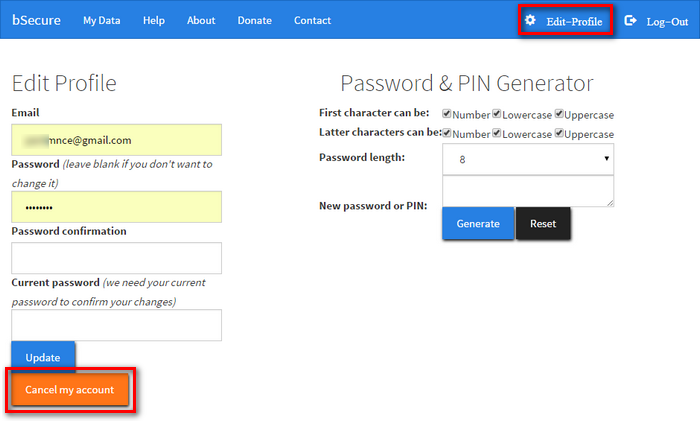 bSecure My Data Help About Donate Contact Edit-Profile Log-Out
Edit Profile
Email
mnce@gmail.com
Password (leave blank if you don't want to
change it)
••••••••
Password confirmation
Current password (we need your current
password to confirm your changes)
Update
Cancel my account
Password & PIN Generator
First character can be: Number Lowercase Uppercase
Latter characters can be: Number Lowercase Uppercase
Password length: 8
New password or PIN:
Generate Reset